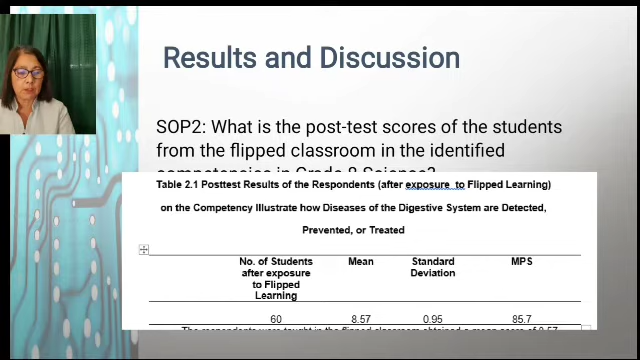 Results and Discussion
SOP2: What is the post-test scores of the students
from the flipped classroom in the identified
competencies in Grade 8 Science?
Table 2.1 Posttest Results of the Respondents (after exposure to Flipped Learning)
on the Competency Illustrate how Diseases of the Digestive System are Detected,
Prevented, or Treated
No. of Students after exposure to Flipped Learning Mean Standard Deviation MPS
60 8.57 0.95 85.7
The respondents were taught in the flipped classroom obtained a mean score of 8.57